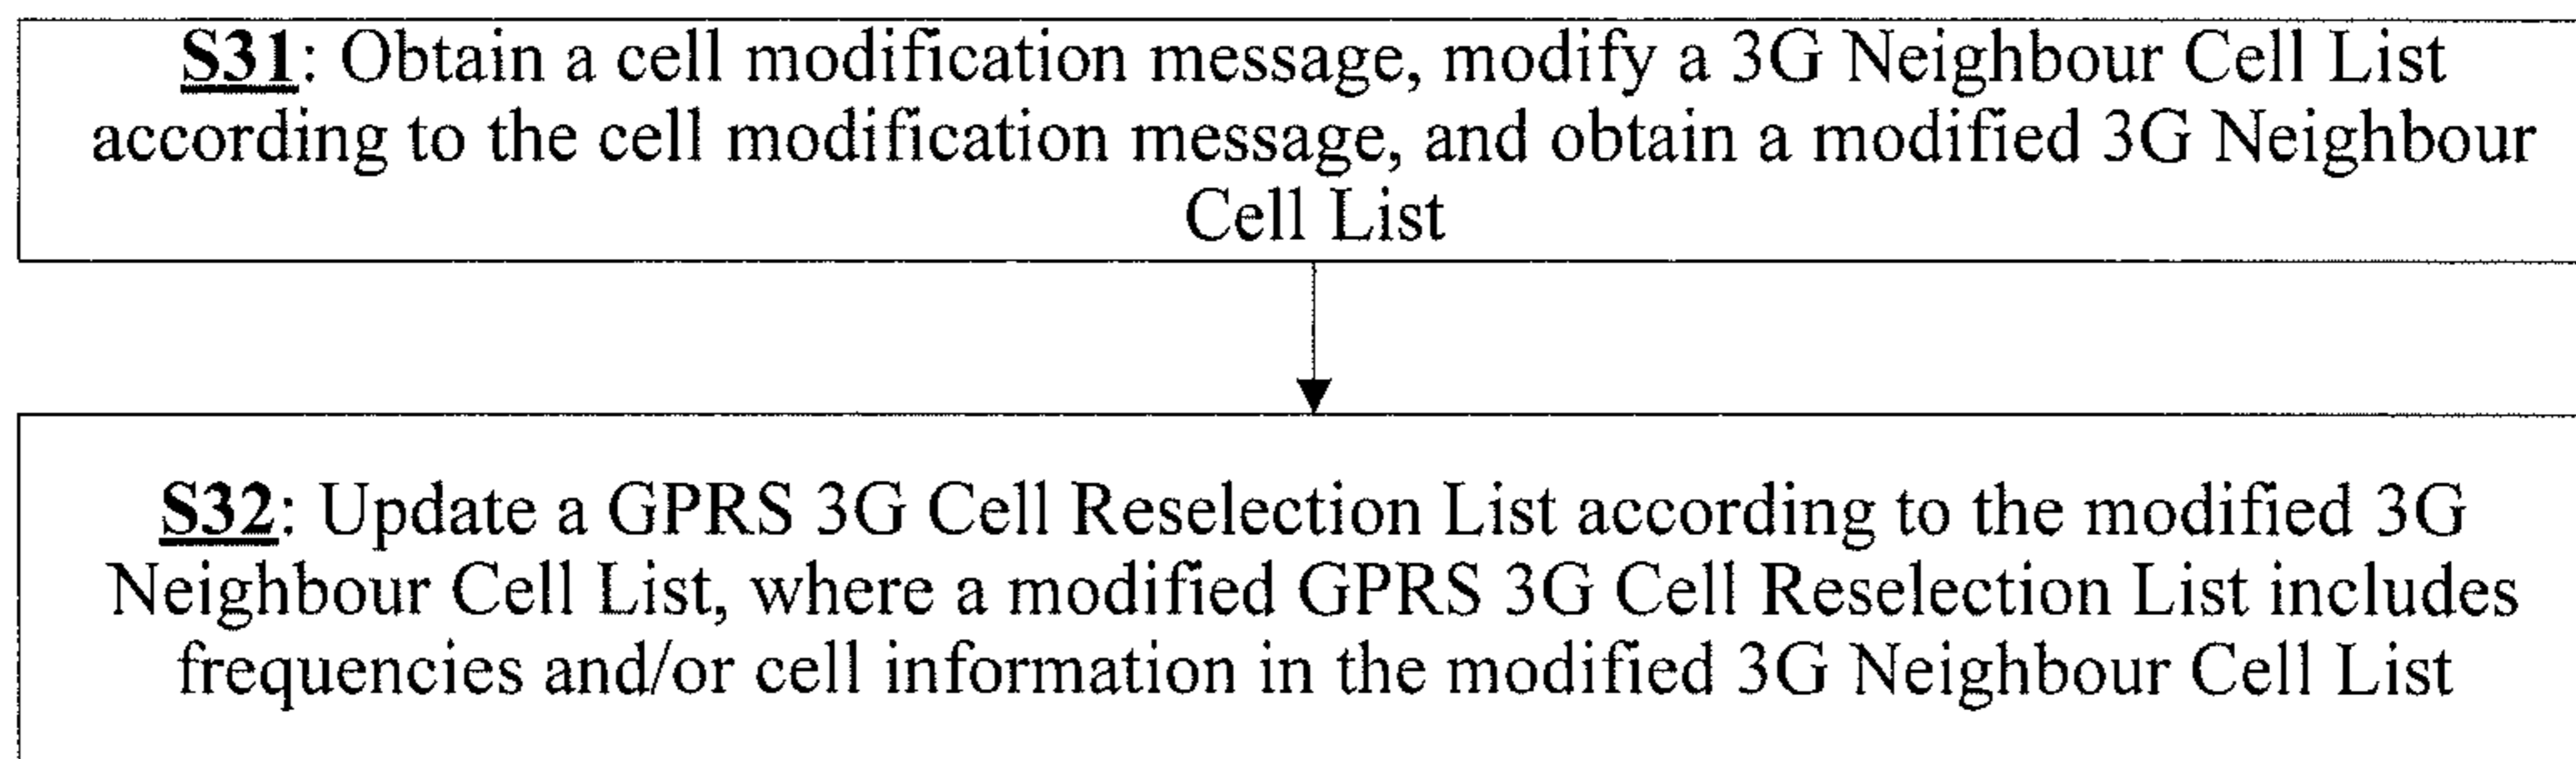 S31: Obtain a cell modification message, modify a 3G Neighbour Cell List
according to the cell modification message, and obtain a modified 3G Neighbour
Cell List
S32: Update a GPRS 3G Cell Reselection List according to the modified 3G
Neighbour Cell List, where a modified GPRS 3G Cell Reselection List includes
frequencies and/or cell information in the modified 3G Neighbour Cell List